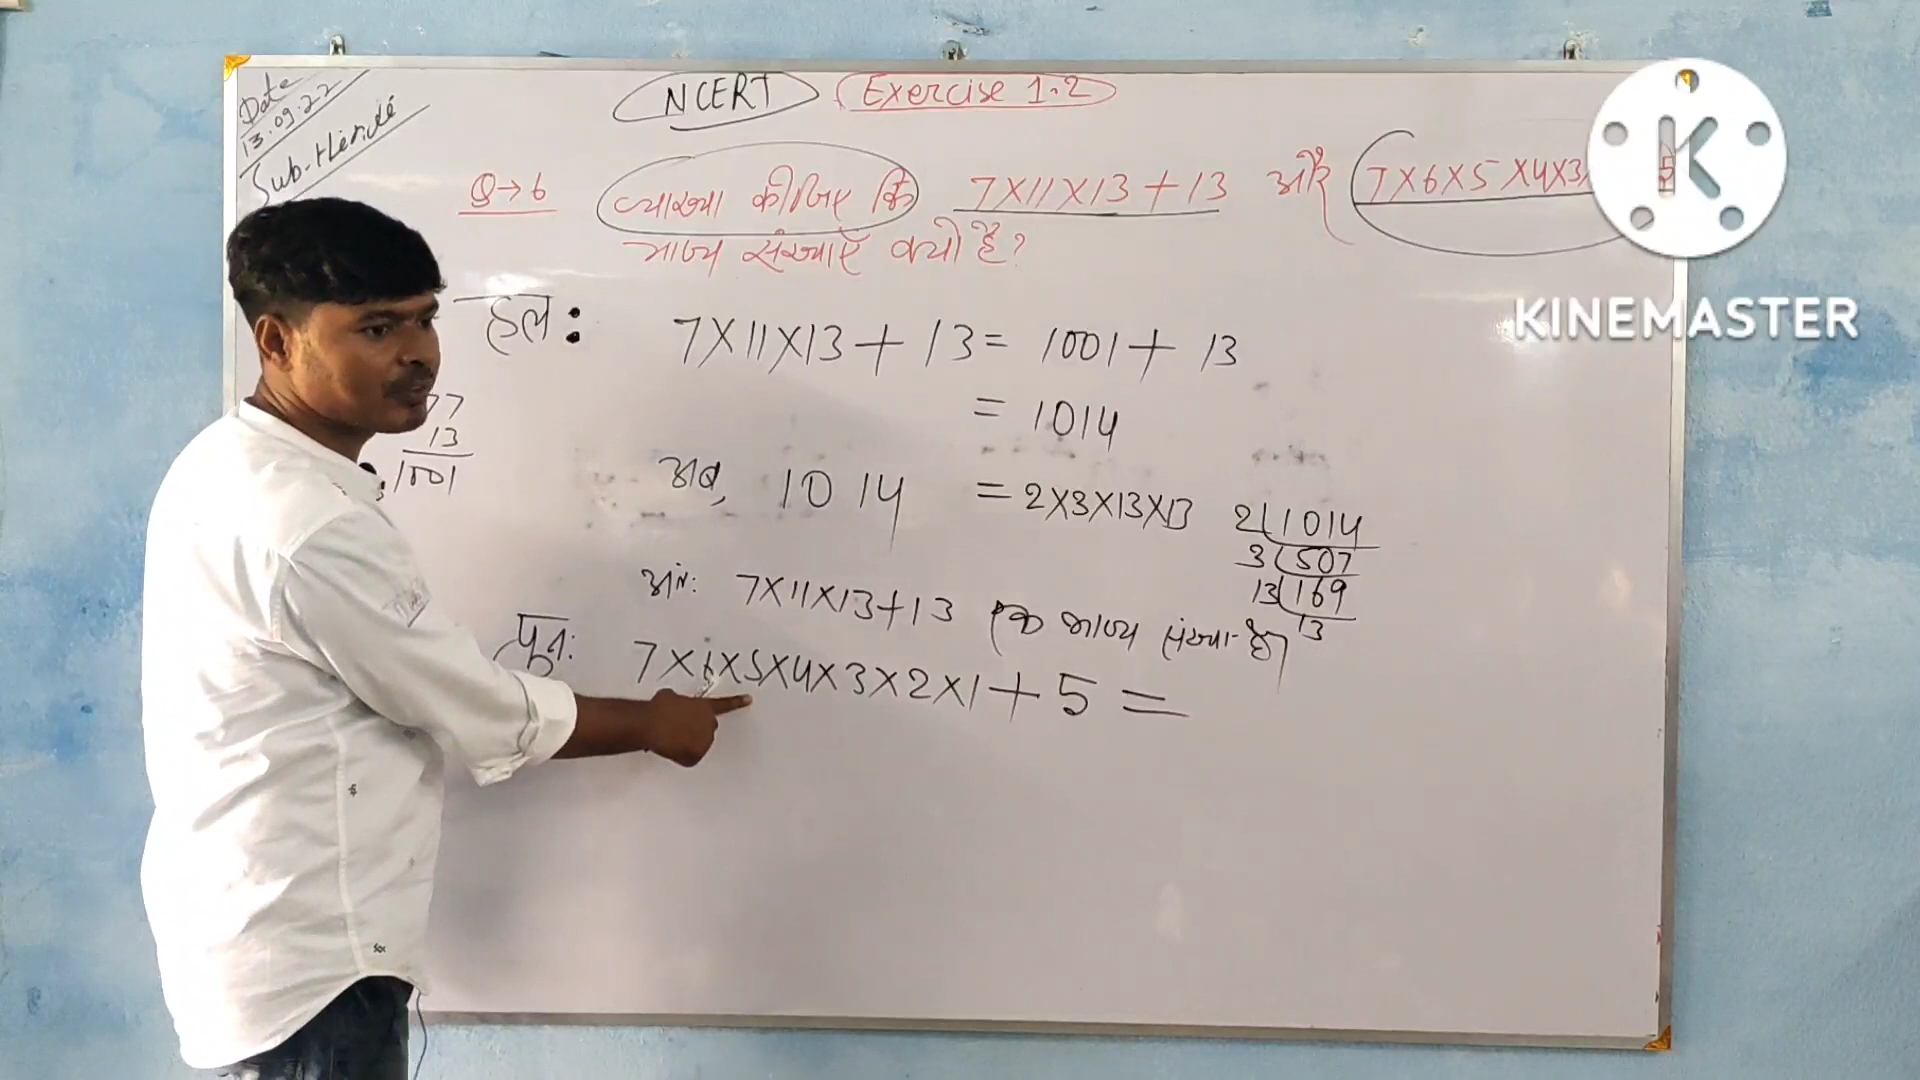 Date
13.09.22
NCERT Exercise 1.2
Q→6 व्याख्या कीजिए कि 7×11×13+13 और 7×6×5×4×3
भाज्य संख्याएँ क्यों हैं?
KINEMASTER
हल: 7×11×13+13 = 1001+13
= 1014
77
13
1001
अब, 1014 = 2×3×13×13
2 1014
3 507
13 169
13
अतः 7×11×13+13 एक भाज्य संख्या है।
पुनः 7×6×5×4×3×2×1+5=